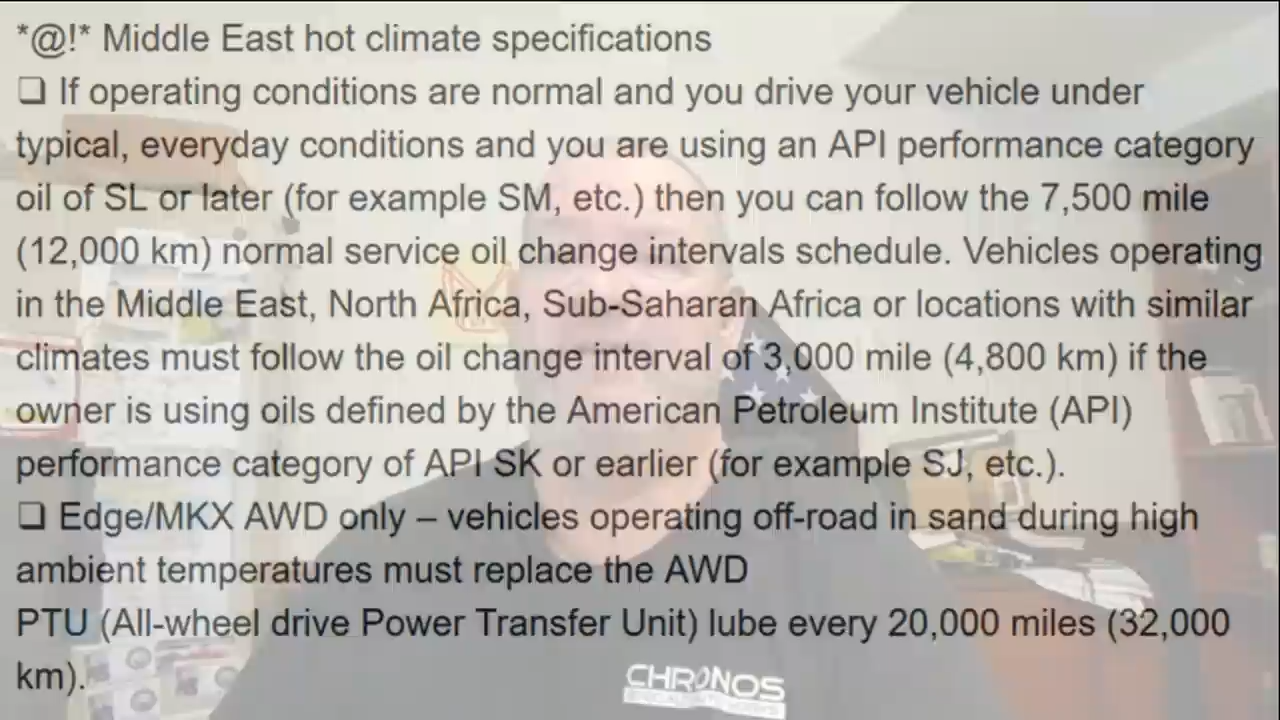 *@!* Middle East hot climate specifications
❑ If operating conditions are normal and you drive your vehicle under
typical, everyday conditions and you are using an API performance category
oil of SL or later (for example SM, etc.) then you can follow the 7,500 mile
(12,000 km) normal service oil change intervals schedule. Vehicles operating
in the Middle East, North Africa, Sub-Saharan Africa or locations with similar
climates must follow the oil change interval of 3,000 mile (4,800 km) if the
owner is using oils defined by the American Petroleum Institute (API)
performance category of API SK or earlier (for example SJ, etc.).
❑ Edge/MKX AWD only – vehicles operating off-road in sand during high
ambient temperatures must replace the AWD
PTU (All-wheel drive Power Transfer Unit) lube every 20,000 miles (32,000
km).
CHRONOS